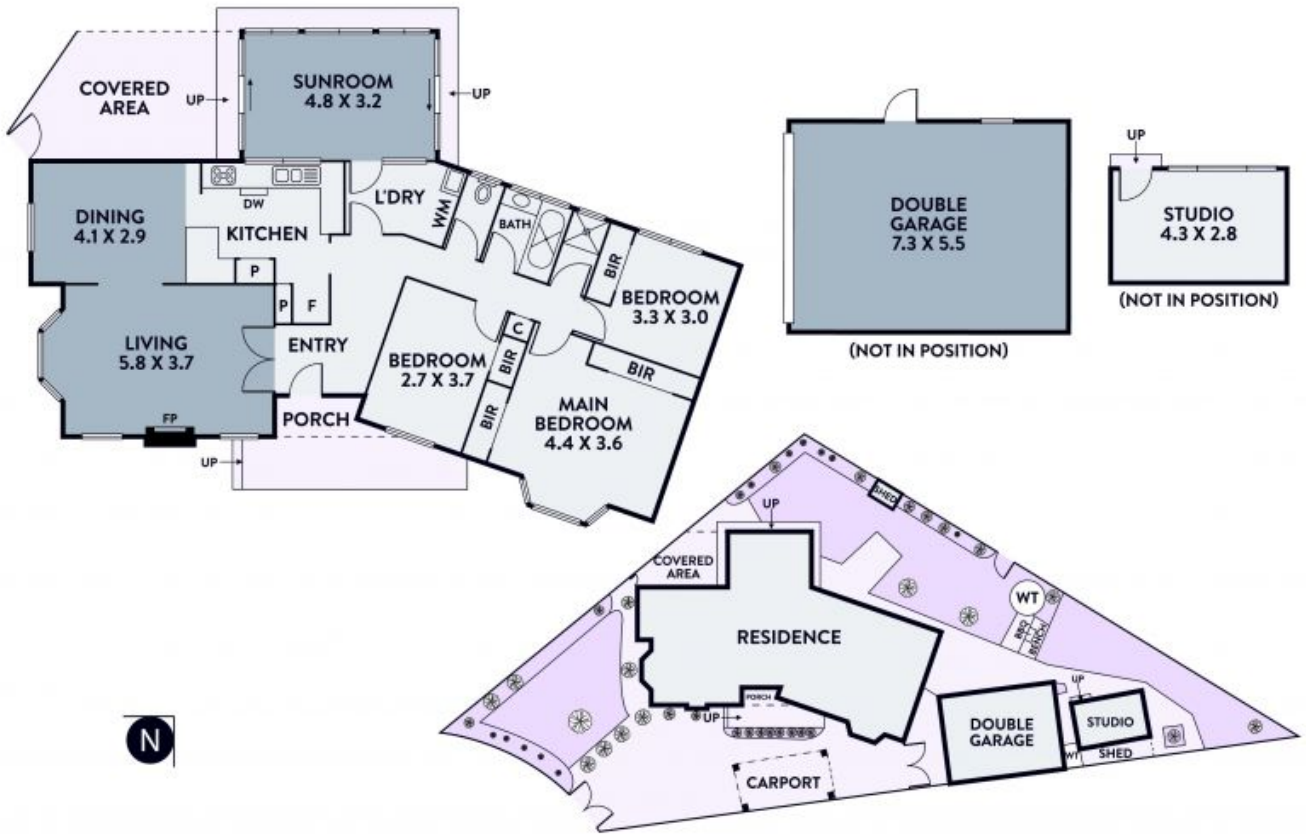 COVERED
AREA
UP
SUNROOM
4.8 X 3.2
UP
DINING
4.1 X 2.9
DW
KITCHEN
L'DRY
WM
BATH
P
P
F
BIR
BEDROOM
3.3 X 3.0
LIVING
5.8 X 3.7
ENTRY
FP
PORCH
UP
BEDROOM
2.7 X 3.7
C
BIR
BIR
BIR
MAIN
BEDROOM
4.4 X 3.6
DOUBLE
GARAGE
7.3 X 5.5
(NOT IN POSITION)
UP
STUDIO
4.3 X 2.8
(NOT IN POSITION)
SHED
UP
COVERED
AREA
RESIDENCE
WT
BBQ
BENCH
PORCH
UP
UP
DOUBLE
GARAGE
STUDIO
WT
SHED
CARPORT
N